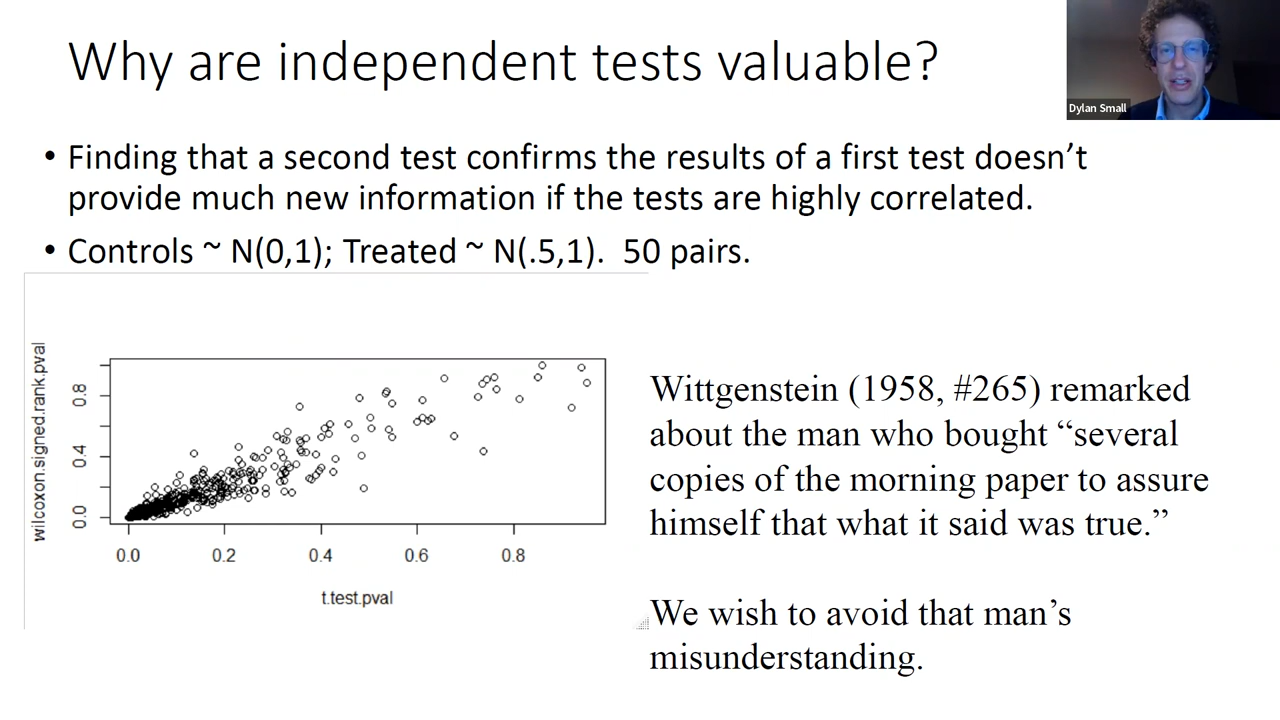 Why are independent tests valuable?
Dylan Small
• Finding that a second test confirms the results of a first test doesn’t
provide much new information if the tests are highly correlated.
• Controls ~ N(0,1); Treated ~ N(.5,1).  50 pairs.
wilcoxon.signed.rank.pval
0.8
0.4
0.0
0.0 0.2 0.4 0.6 0.8
t.test.pval
Wittgenstein (1958, #265) remarked
about the man who bought “several
copies of the morning paper to assure
himself that what it said was true.”
We wish to avoid that man’s
misunderstanding.